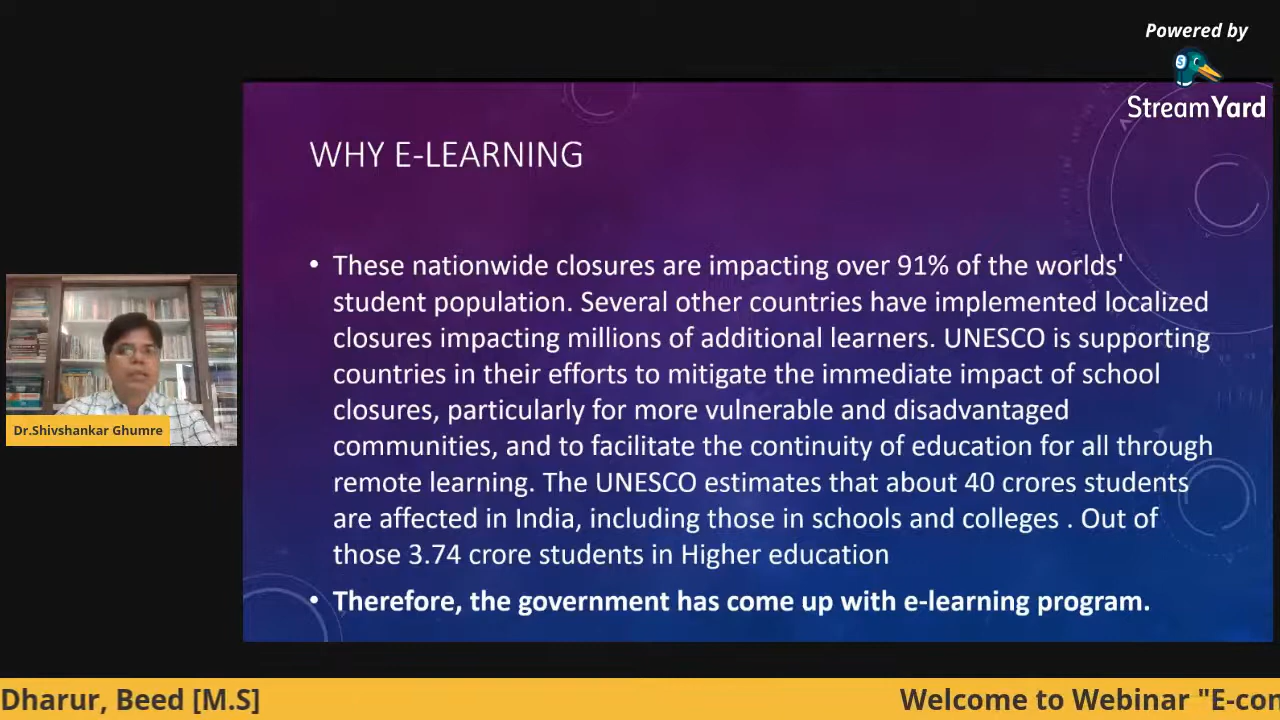 Powered by
StreamYard
WHY E-LEARNING
• These nationwide closures are impacting over 91% of the worlds'
student population. Several other countries have implemented localized
closures impacting millions of additional learners. UNESCO is supporting
countries in their efforts to mitigate the immediate impact of school
closures, particularly for more vulnerable and disadvantaged
communities, and to facilitate the continuity of education for all through
remote learning. The UNESCO estimates that about 40 crores students
are affected in India, including those in schools and colleges . Out of
those 3.74 crore students in Higher education
• Therefore, the government has come up with e-learning program.
Dr.Shivshankar Ghumre
Dharur, Beed [M.S] Welcome to Webinar "E-con